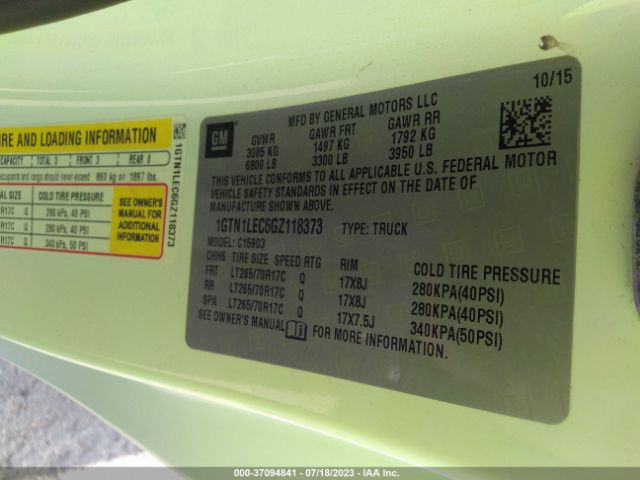 10/15
GM
MFD BY GENERAL MOTORS LLC
GVWR GAWR FRT GAWR RR
3085 KG 1497 KG 1792 KG
6800 LB 3300 LB 3950 LB
THIS VEHICLE CONFORMS TO ALL APPLICABLE U.S. FEDERAL MOTOR
VEHICLE SAFETY STANDARDS IN EFFECT ON THE DATE OF
MANUFACTURE SHOWN ABOVE.
1GTN1LEC6GZ118373 TYPE: TRUCK
MODEL: C15903
CHH6 TIRE SIZE SPEED RTG RIM COLD TIRE PRESSURE
FRT LT265/70R17C Q 17X8J 280KPA(40PSI)
RR LT265/70R17C Q 17X8J 280KPA(40PSI)
SPA LT265/70R17C Q 17X7.5J 340KPA(50PSI)
SEE OWNER'S MANUAL FOR MORE INFORMATION.
AND LOADING INFORMATION
TOTAL 3 FRONT 3 REAR 0
and cargo should never exceed 860 kg or 1897 lbs.
SIZE COLD TIRE PRESSURE
R17C 280 kPa, 40 PSI
R17C 280 kPa, 40 PSI
R17C 340 kPa, 50 PSI
SEE OWNER'S
MANUAL FOR
ADDITIONAL
INFORMATION
1GTN1LEC6GZ118373
000-37094841 - 07/18/2023 - IAA Inc.